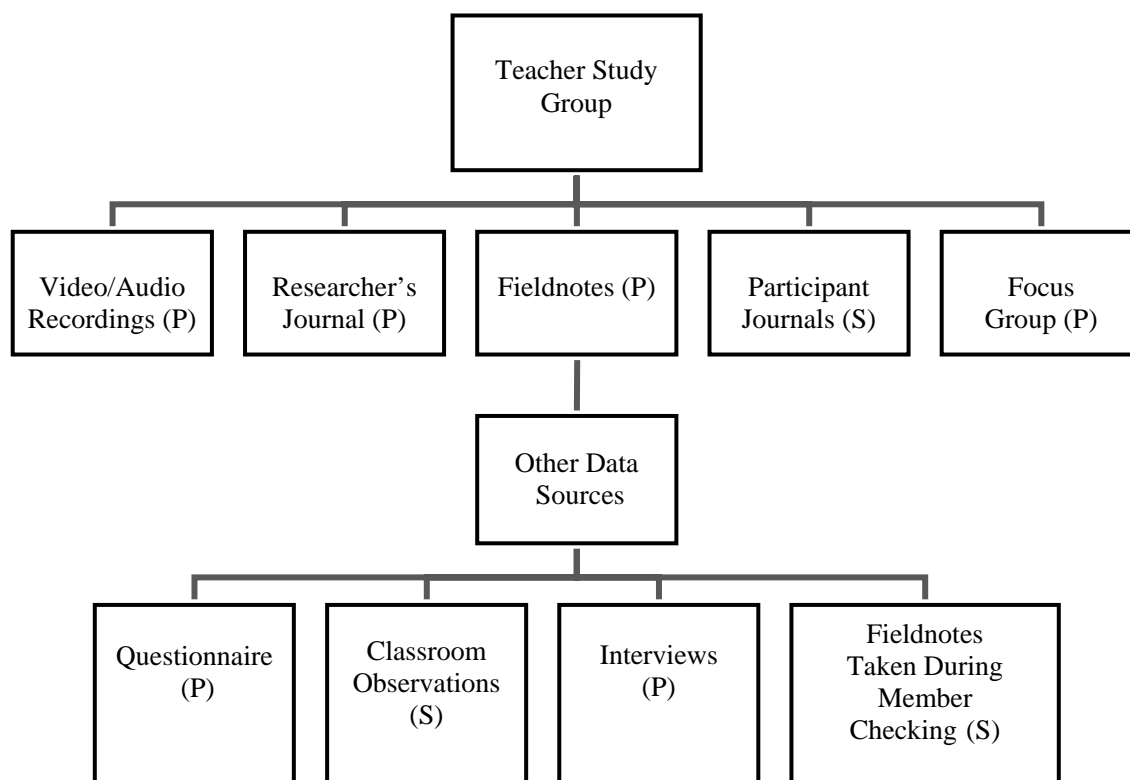 Teacher Study
Group
Video/Audio
Recordings (P)
Researcher’s
Journal (P)
Fieldnotes (P)
Participant
Journals (S)
Focus
Group (P)
Other Data
Sources
Questionnaire
(P)
Classroom
Observations
(S)
Interviews
(P)
Fieldnotes
Taken During
Member
Checking (S)